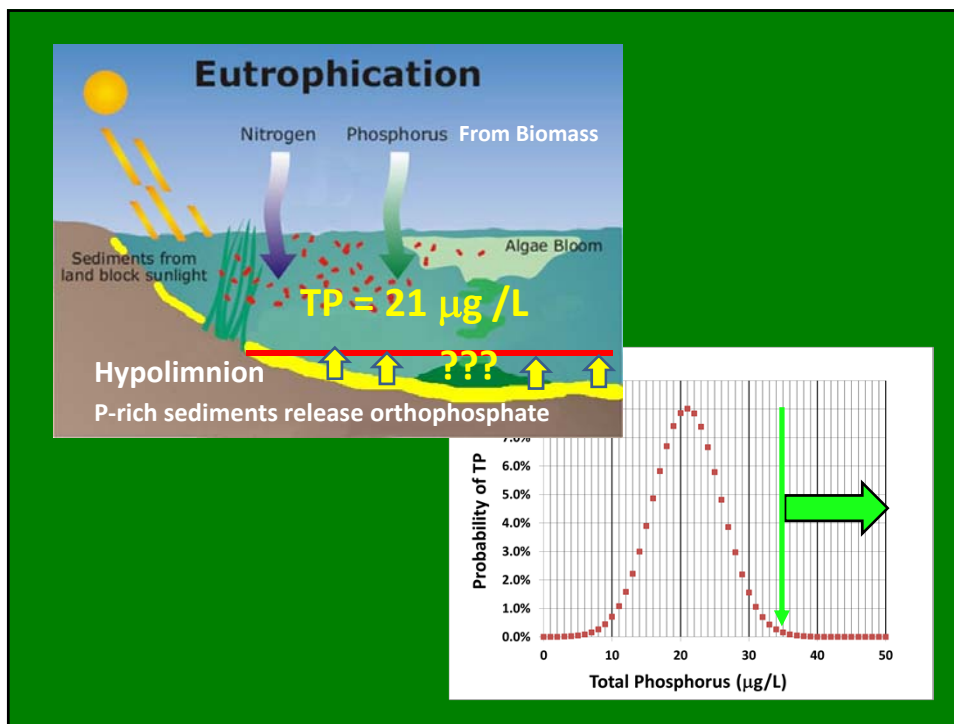 Eutrophication
Nitrogen Phosphorus From Biomass
Sediments from
land block sunlight
Algae Bloom
TP = 21 μg /L
???
Hypolimnion
P-rich sediments release orthophosphate
Probability of TP
7.0%
6.0%
5.0%
4.0%
3.0%
2.0%
1.0%
0.0%
0 10 20 30 40 50
Total Phosphorus (μg/L)